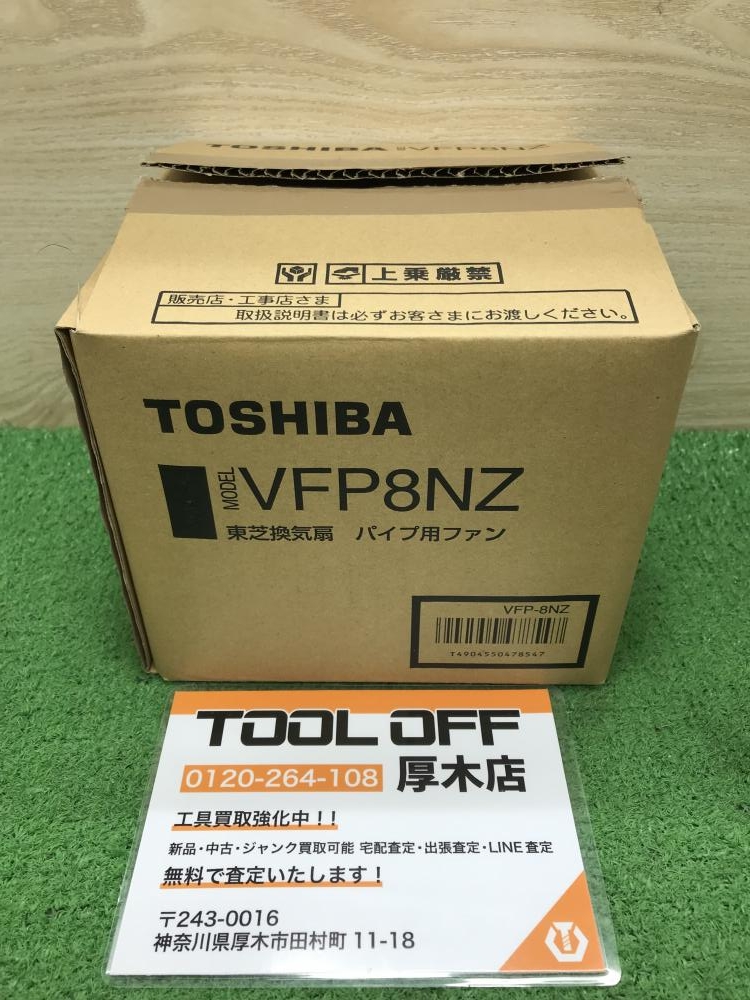 TOSHIBA VFP8NZ
上乗厳禁
販売店・工事店さま
取扱説明書は必ずお客さまにお渡しください。
TOSHIBA
MODEL VFP8NZ
東芝換気扇 パイプ用ファン
VFP-8NZ
T4904550478547
TOOL OFF
0120-264-108 厚木店
工具買取強化中!!
新品・中古・ジャンク買取可能 宅配査定・出張査定・LINE査定
無料で査定いたします!
〒243-0016
神奈川県厚木市田村町 11-18